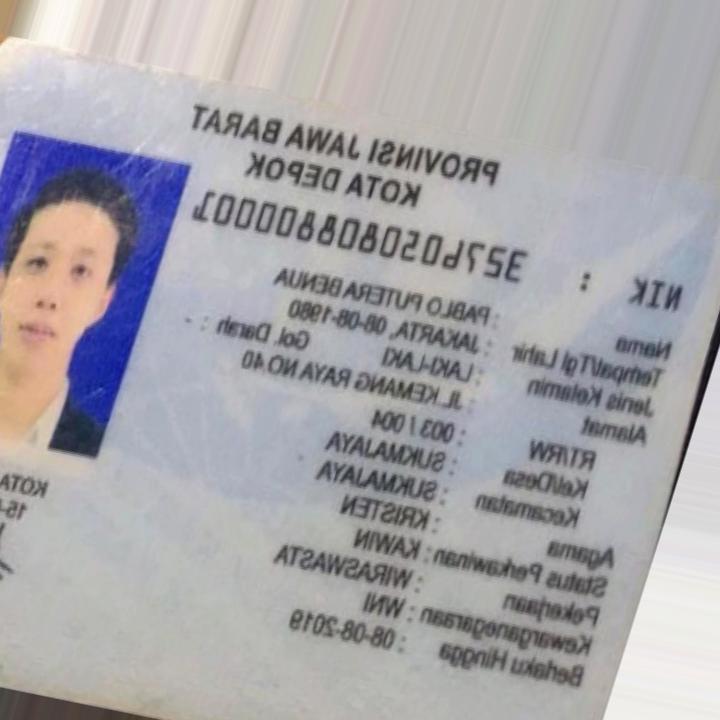 PROVINSI JAWA BARAT
KOTA DEPOK
NIK : 3276050808800001
Nama : PABLO PUTERA BENUA
Tempat/Tgl Lahir : JAKARTA, 08-08-1980
Jenis Kelamin : LAKI-LAKI Gol. Darah : -
Alamat JL.KEMANG RAYA NO.40
RT/RW : 003 / 004
Kel/Desa : SUKMAJAYA
Kecamatan : SUKMAJAYA
Agama : KRISTEN
Status Perkawinan : KAWIN
Pekerjaan : WIRASWASTA
Kewarganegaraan : WNI
Berlaku Hingga : 08-08-2019
KOTA
15-